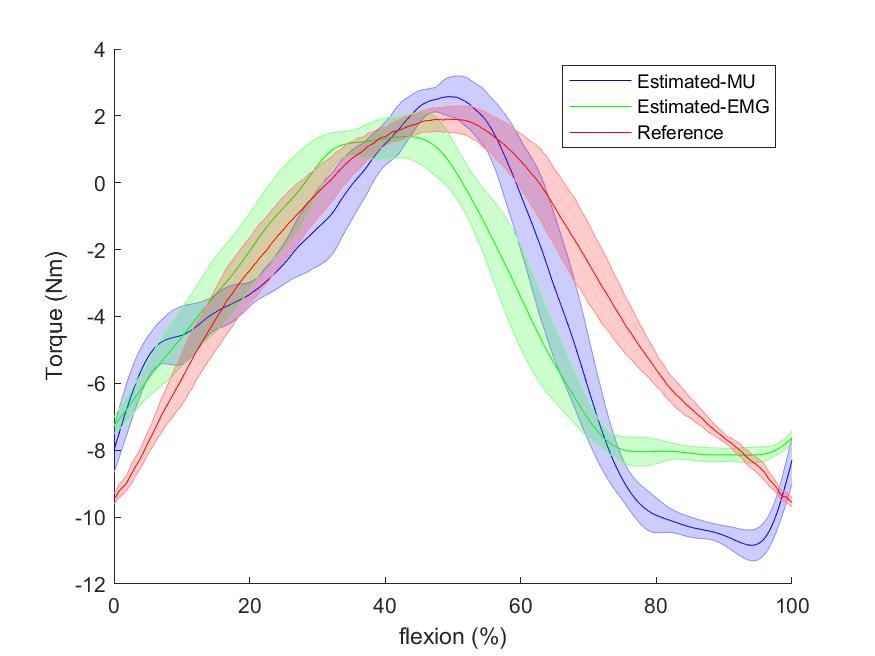 4
2
0
-2
-4
-6
-8
-10
-12
Torque (Nm)
0 20 40 60 80 100
flexion (%)
Estimated-MU
Estimated-EMG
Reference